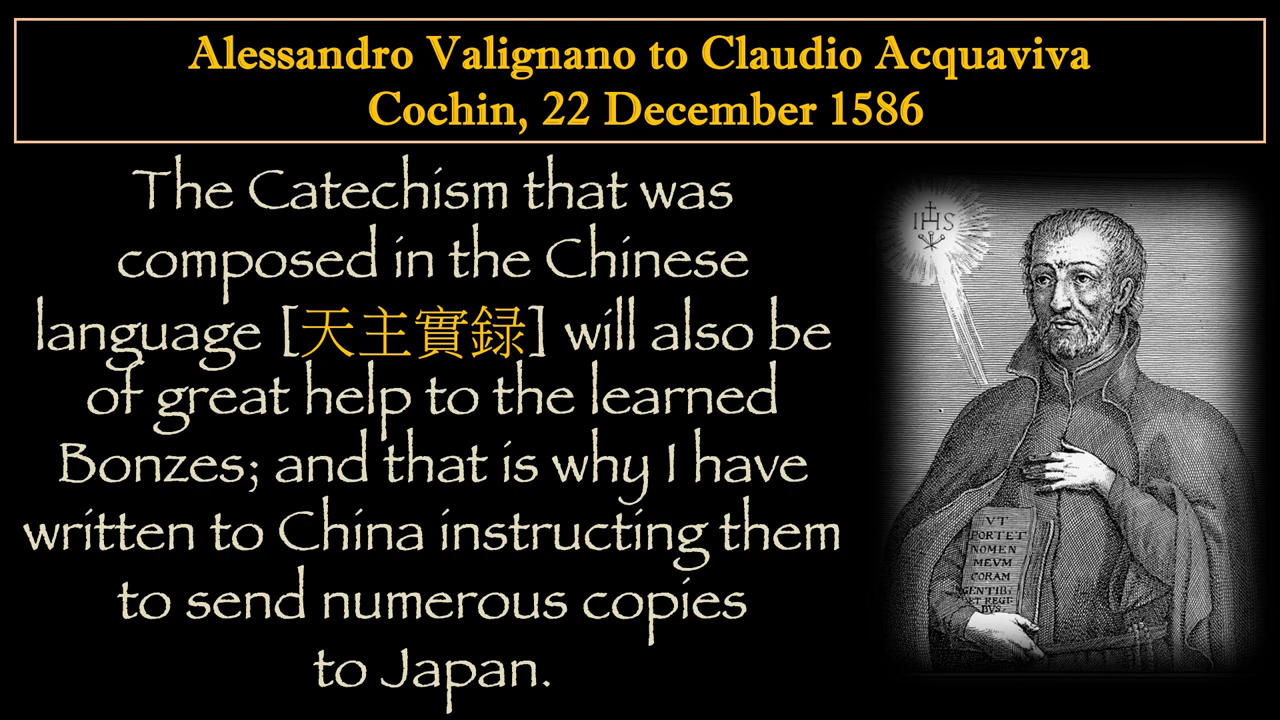 Alessandro Valignano to Claudio Acquaviva
Cochin, 22 December 1586
The Catechism that was
composed in the Chinese
language [天主實録] will also be
of great help to the learned
Bonzes; and that is why I have
written to China instructing them
to send numerous copies
to Japan.
IHS
VT
PORTET
NOMEN
MEVM
CORAM
GENTIB,
ET REGI-
BVS.